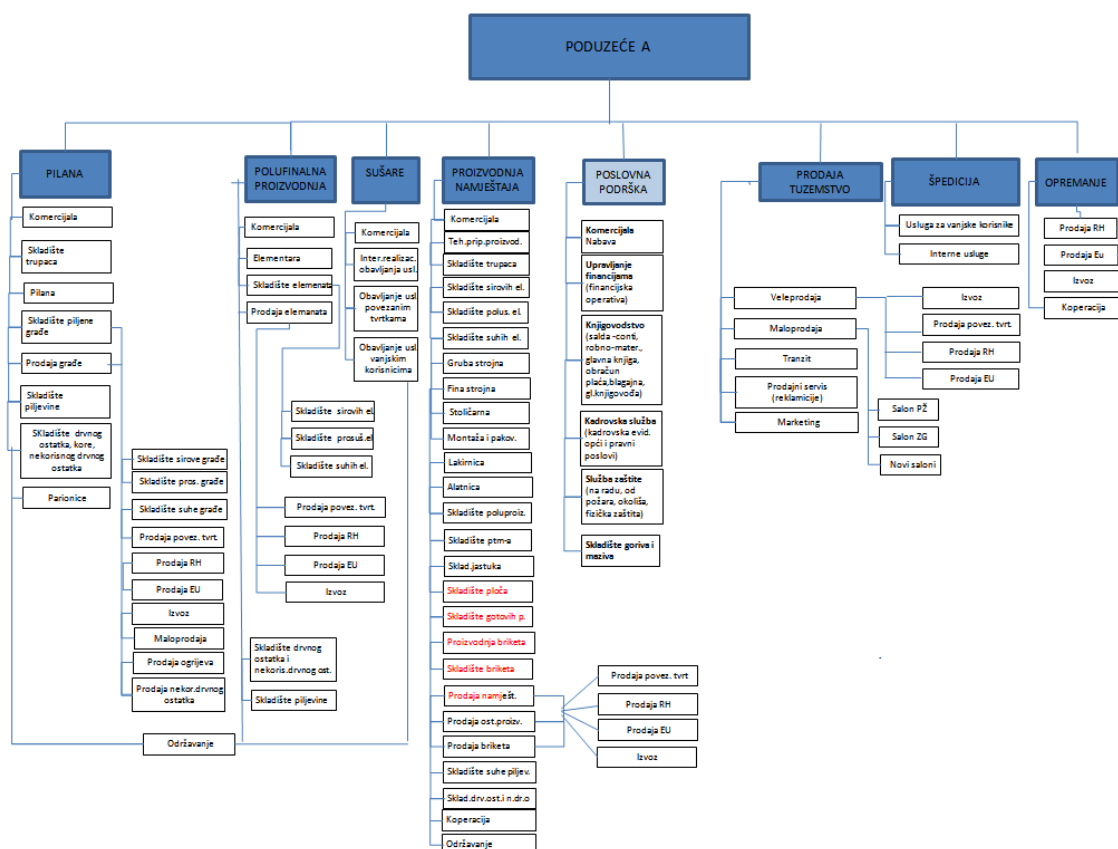 PODUZEĆE A
PILANA
Komercijala
Skladište
trupaca
Pilana
Skladište piljene
građe
Prodaja građe
Skladište
piljevine
SKladište drvnog
ostatka, kore,
nekorisnog drvnog
ostatka
Parionice
Skladište sirove građe
Skladište pros. građe
Skladište suhe građe
Prodaja povez. tvrt.
Prodaja RH
Prodaja EU
Izvoz
Maloprodaja
Prodaja ogrijeva
Prodaja nekor.drvnog
ostatka
Održavanje
POLUFINALNA
PROIZVODNJA
Komercijala
Elementara
Skladište elemenata
Prodaja elemanata
Skladište sirovih el.
Skladište prosuš.el
Skladište suhih el.
Prodaja povez. tvrt.
Prodaja RH
Prodaja EU
Izvoz
Skladište drvnog
ostatka i
nekoris.drvnog ost.
Skladište piljevine
SUŠARE
Komercijala
Inter.realizac.
obavljanja usl.
Obavljanje usl.
povezanim
tvrtkama
Obavljanje usl.
vanjskim
korisnicima
PROIZVODNJA
NAMJEŠTAJA
Komercijala
Teh.prip.proizvod.
Skladište trupaca
Skladište sirovih el.
Skladište polus. el.
Skladište suhih el.
Gruba strojna
Fina strojna
Stoličarna
Montaža i pakov.
Lakirnica
Alatnica
Skladište poluproiz.
Skladište ptm-a
Sklad.jastuka
Skladište ploča
Skladište gotovih p.
Proizvodnja briketa
Skladište briketa
Prodaja namješt.
Prodaja ost.proizv.
Prodaja briketa
Skladište suhe piljev.
Sklad.drv.ost.i n.dr.o
Koperacija
Održavanje
Prodaja povez. tvrt
Prodaja RH
Prodaja EU
Izvoz
POSLOVNA
PODRŠKA
Komercijala
Nabava
Upravljanje
financijama
(financijska
operativa)
Knjigovodstvo
(salda -conti,
robno-mater.,
glavna knjiga,
obračun
plaća,blagajna,
gl.knjigovođa)
Kadrovska služba
(kadrovska evid.
opći i pravni
poslovi)
Služba zaštite
(na radu, od
požara, okoliša,
fizička zaštita)
Skladište goriva i
maziva
PRODAJA
TUZEMSTVO
Veleprodaja
Maloprodaja
Tranzit
Prodajni servis
(reklamicije)
Marketing
Izvoz
Prodaja povez. tvrt.
Prodaja RH
Prodaja EU
Salon PŽ
Salon ZG
Novi saloni
ŠPEDICIJA
Usluga za vanjske korisnike
Interne usluge
OPREMANJE
Prodaja RH
Prodaja Eu
Izvoz
Koperacija